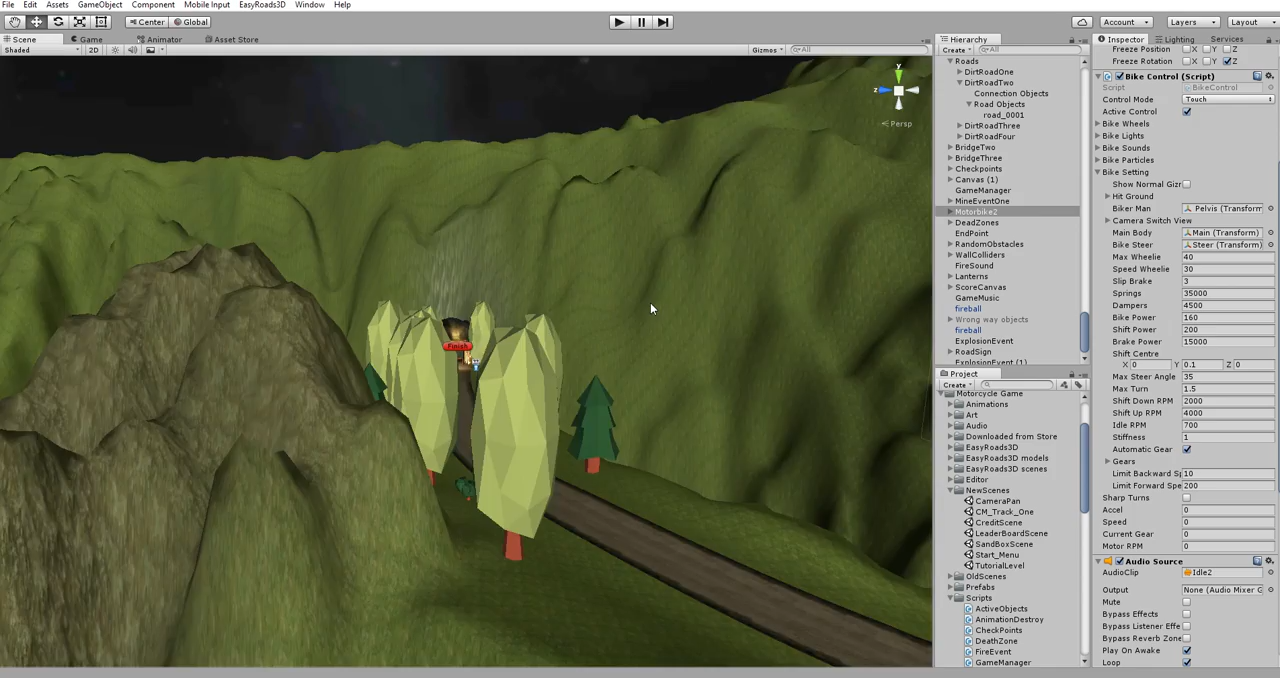 File Edit Assets GameObject Component Mobile Input EasyRoads3D Window Help
Center Global Account Layers Layout
Scene Game Animator Asset Store
Shaded 2D Gizmos All
y
z
Persp
Finish
Hierarchy
Create All
Roads
DirtRoadOne
DirtRoadTwo
Connection Objects
Road Objects
road_0001
DirtRoadThree
DirtRoadFour
BridgeTwo
BridgeThree
Checkpoints
Canvas (1)
GameManager
MineEventOne
Motorbike2
DeadZones
EndPoint
RandomObstacles
WallColliders
FireSound
Lanterns
ScoreCanvas
GameMusic
fireball
Wrong way objects
fireball
ExplosionEvent
RoadSign
ExplosionEvent (1)
Project
Create
Motorcycle Game
Animations
Art
Audio
Downloaded from Store
EasyRoads3D
EasyRoads3D models
EasyRoads3D scenes
Editor
NewScenes
CameraPan
CM_Track_One
CreditScene
LeaderBoardScene
SandBoxScene
Start_Menu
TutorialLevel
OldScenes
Prefabs
Scripts
ActiveObjects
AnimationDestroy
CheckPoints
DeathZone
FireEvent
GameManager
Inspector Lighting Services
Freeze Position X Y Z
Freeze Rotation X Y Z
Bike Control (Script)
Script BikeControl
Control Mode Touch
Active Control
Bike Wheels
Bike Lights
Bike Sounds
Bike Particles
Bike Setting
Show Normal Giz
Hit Ground
Biker Man Pelvis (Transform
Camera Switch View
Main Body Main (Transform)
Bike Steer Steer (Transform)
Max Wheelie 40
Speed Wheelie 30
Slip Brake 3
Springs 35000
Dampers 4500
Bike Power 160
Shift Power 200
Brake Power 15000
Shift Centre
X 0 Y 0.1 Z 0
Max Steer Angle 35
Max Turn 1.5
Shift Down RPM 2000
Shift Up RPM 4000
Idle RPM 700
Stiffness 1
Automatic Gear
Gears
Limit Backward Sp 10
Limit Forward Spe 200
Sharp Turns
Accel 0
Speed 0
Current Gear 0
Motor RPM 0
Audio Source
AudioClip Idle2
Output None (Audio Mixer G
Mute
Bypass Effects
Bypass Listener Effe
Bypass Reverb Zone
Play On Awake
Loop